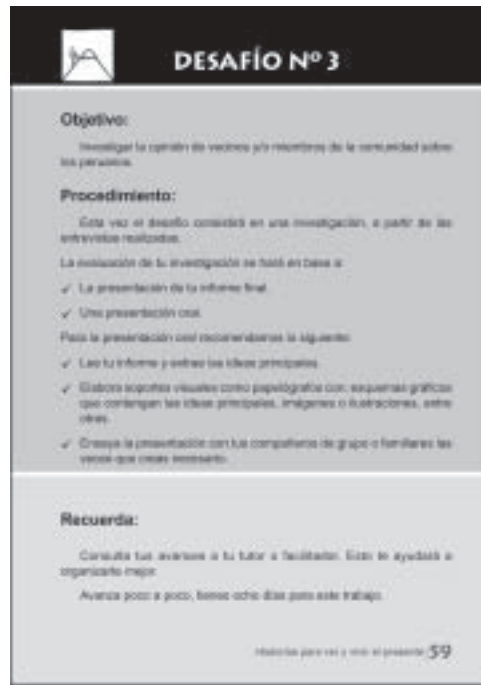 DESAFÍO Nº 3
Objetivo:
Investigar la opinión de vecinos y/o miembros de la comunidad sobre
los peruanos.
Procedimiento:
Esta vez el desafío consistirá en una investigación, a partir de las
entrevistas realizadas.
La evaluación de tu investigación se hará en base a:
✓ La presentación de tu informe final.
✓ Una presentación oral.
Para la presentación oral recomendamos lo siguiente:
✓ Lee tu informe y extrae las ideas principales.
✓ Elabora soportes visuales como papelógrafos con esquemas gráficos
que contengan las ideas principales, imágenes o ilustraciones, entre
otras.
✓ Ensaya la presentación con tus compañeros de grupo o familiares las
veces que creas necesario.
Recuerda:
Consulta tus avances a tu tutor o facilitador. Esto te ayudará a
organizarte mejor.
Avanza poco a poco, tienes ocho días para este trabajo.
Historias para ver y vivir el presente 59